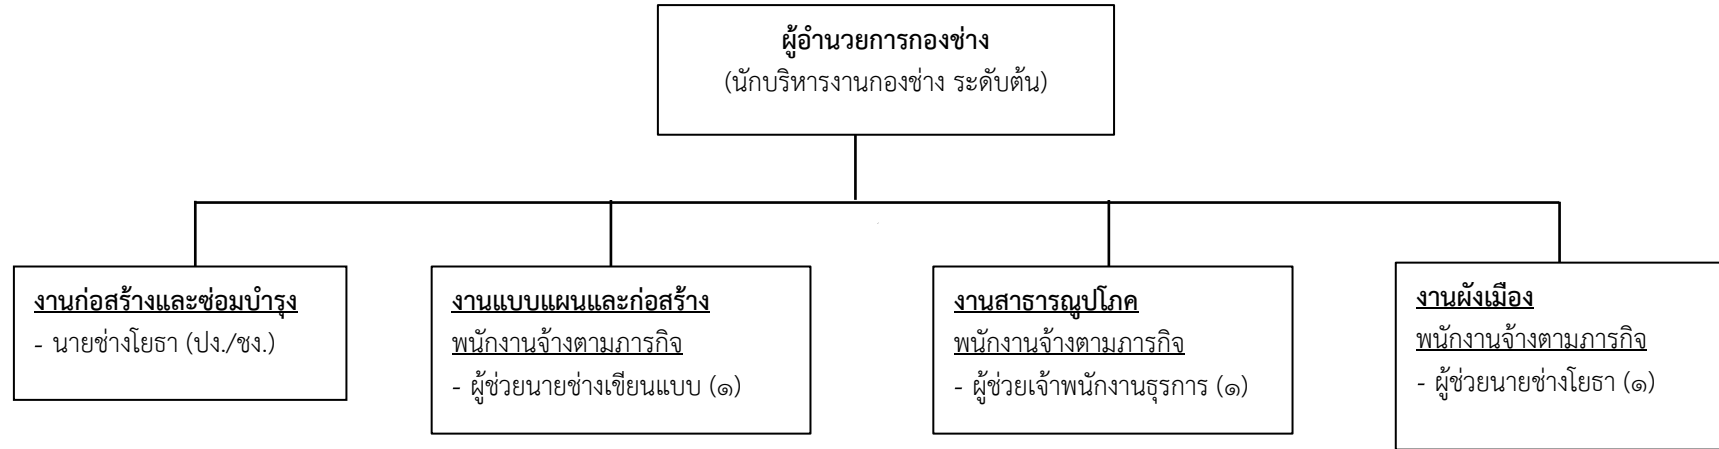 ผู้อำนวยการกองช่าง
(นักบริหารงานกองช่าง ระดับต้น)
งานก่อสร้างและซ่อมบำรุง
- นายช่างโยธา (ปง./ชง.)
งานแบบแผนและก่อสร้าง
พนักงานจ้างตามภารกิจ
- ผู้ช่วยนายช่างเขียนแบบ (๑)
งานสาธารณูปโภค
พนักงานจ้างตามภารกิจ
- ผู้ช่วยเจ้าพนักงานธุรการ (๑)
งานผังเมือง
พนักงานจ้างตามภารกิจ
- ผู้ช่วยนายช่างโยธา (๑)